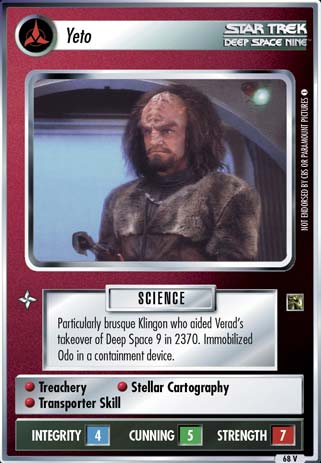 Yeto
STAR TREK
DEEP SPACE NINE
NOT ENDORSED BY CBS OR PARAMOUNT PICTURES
SCIENCE
Particularly brusque Klingon who aided Verad's
takeover of Deep Space 9 in 2370. Immobilized
Odo in a containment device.
Treachery Stellar Cartography
Transporter Skill
INTEGRITY 4 CUNNING 5 STRENGTH 7
68 V